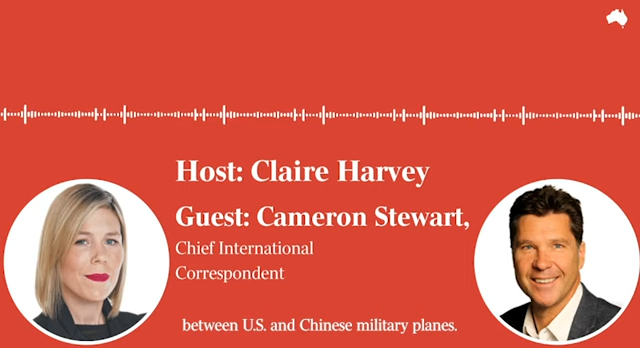 Host: Claire Harvey
Guest: Cameron Stewart,
Chief International
Correspondent
between U.S. and Chinese military planes.